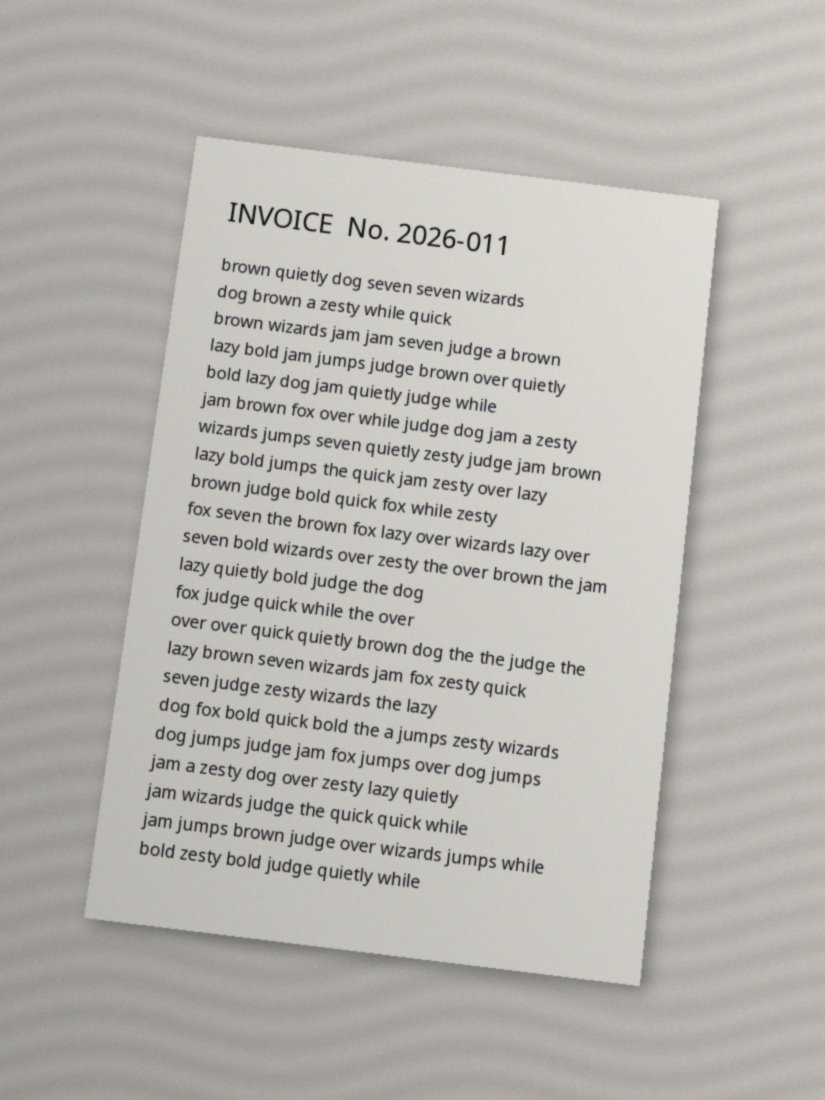 INVOICE No. 2026-011
brown quietly dog seven seven wizards
dog brown a zesty while quick
brown wizards jam jam seven judge a brown
lazy bold jam jumps judge brown over quietly
bold lazy dog jam quietly judge while
jam brown fox over while judge dog jam a zesty
wizards jumps seven quietly zesty judge jam brown
lazy bold jumps the quick jam zesty over lazy
brown judge bold quick fox while zesty
fox seven the brown fox lazy over wizards lazy over
seven bold wizards over zesty the over brown the jam
lazy quietly bold judge the dog
fox judge quick while the over
over over quick quietly brown dog the the judge the
lazy brown seven wizards jam fox zesty quick
seven judge zesty wizards the lazy
dog fox bold quick bold the a jumps zesty wizards
dog jumps judge jam fox jumps over dog jumps
jam a zesty dog over zesty lazy quietly
jam wizards judge the quick quick while
jam jumps brown judge over wizards jumps while
bold zesty bold judge quietly while